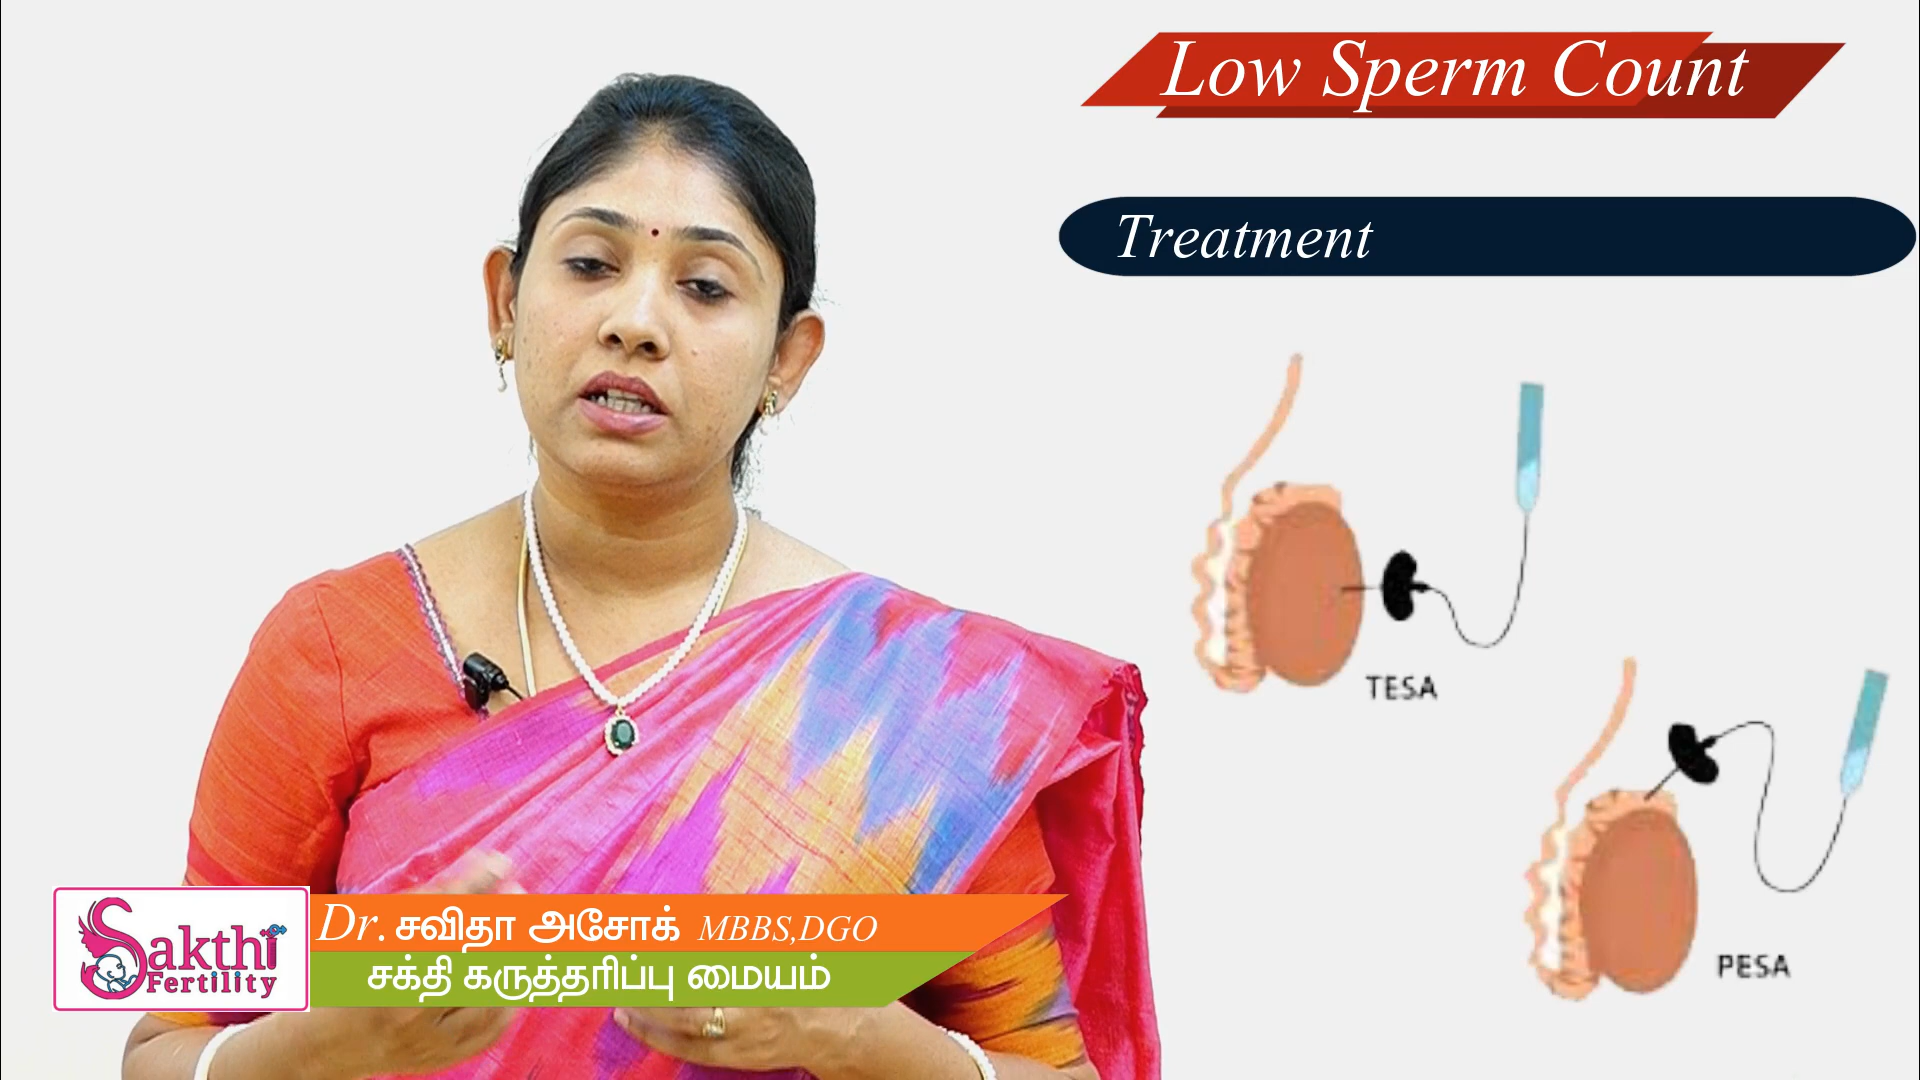 Low Sperm Count
Treatment
TESA
PESA
Sakthi
Fertility
Dr. சவிதா அசோக் MBBS,DGO
சக்தி கருத்தரிப்பு மையம்